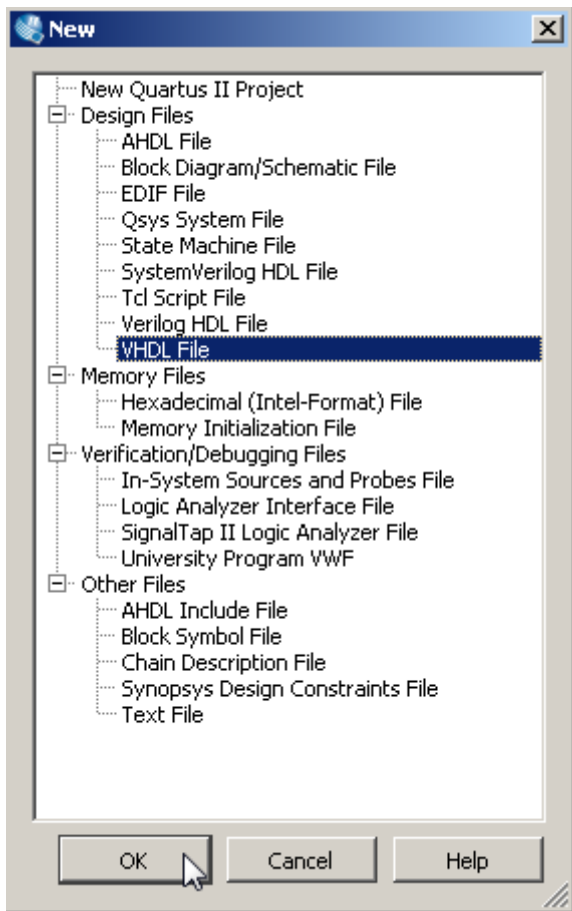 New
New Quartus II Project
Design Files
AHDL File
Block Diagram/Schematic File
EDIF File
Qsys System File
State Machine File
SystemVerilog HDL File
Tcl Script File
Verilog HDL File
VHDL File
Memory Files
Hexadecimal (Intel-Format) File
Memory Initialization File
Verification/Debugging Files
In-System Sources and Probes File
Logic Analyzer Interface File
SignalTap II Logic Analyzer File
University Program VWF
Other Files
AHDL Include File
Block Symbol File
Chain Description File
Synopsys Design Constraints File
Text File
OK Cancel Help